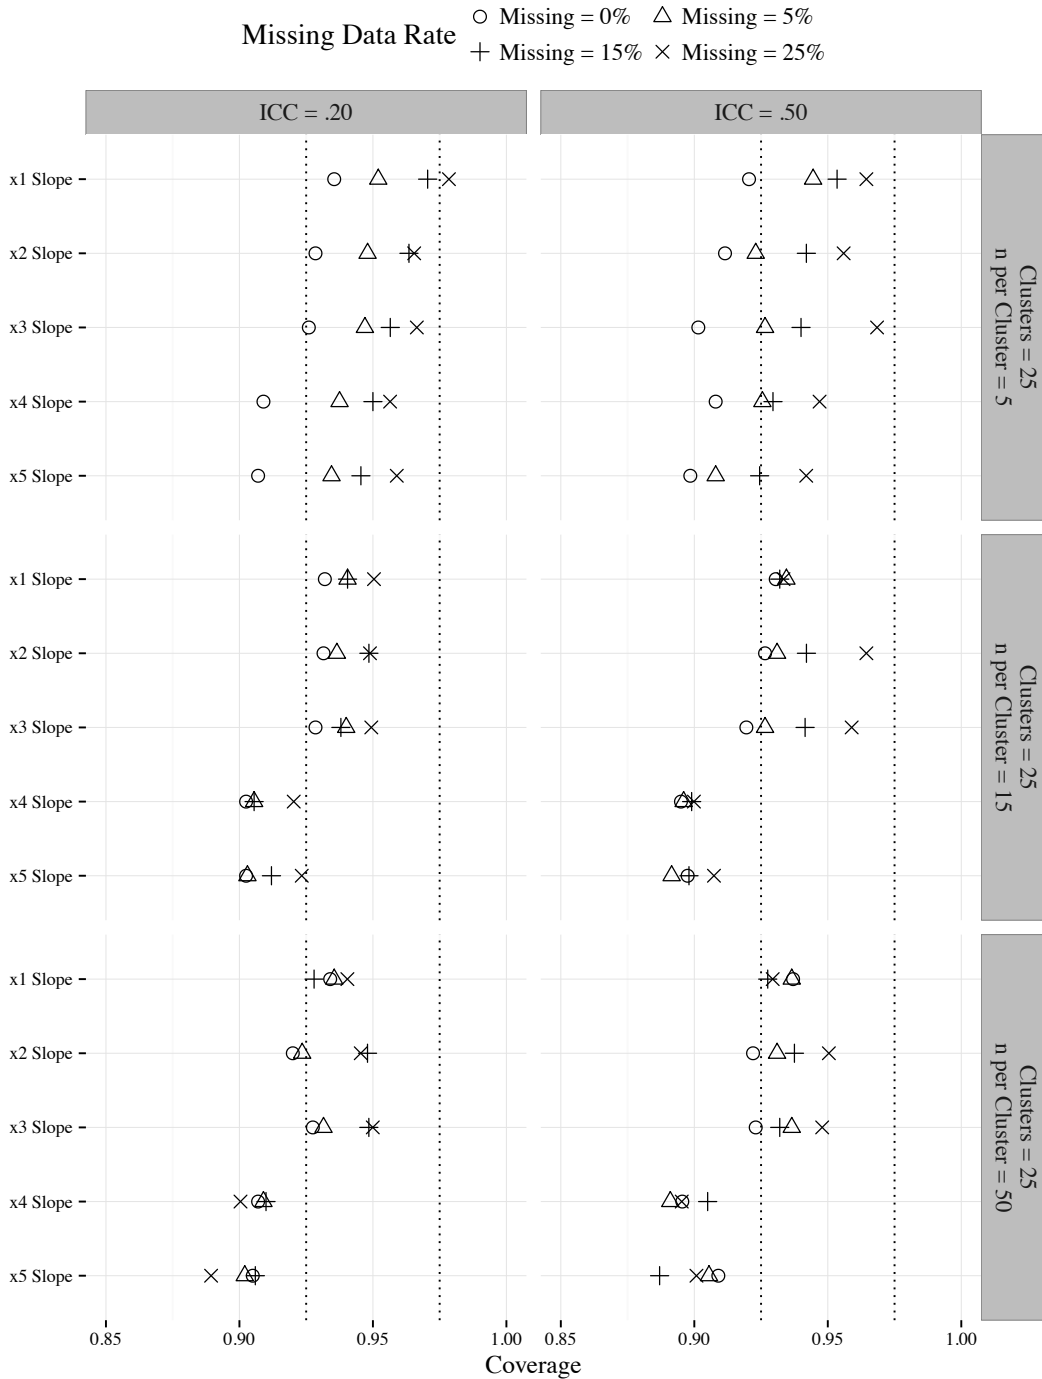 Missing Data Rate
Missing = 0%
Missing = 5%
Missing = 15%
Missing = 25%
ICC = .20
ICC = .50
x1 Slope
x2 Slope
x3 Slope
x4 Slope
x5 Slope
Clusters = 25
n per Cluster = 5
x1 Slope
x2 Slope
x3 Slope
x4 Slope
x5 Slope
Clusters = 25
n per Cluster = 15
x1 Slope
x2 Slope
x3 Slope
x4 Slope
x5 Slope
Clusters = 25
n per Cluster = 50
0.85 0.90 0.95 1.00
0.85 0.90 0.95 1.00
Coverage